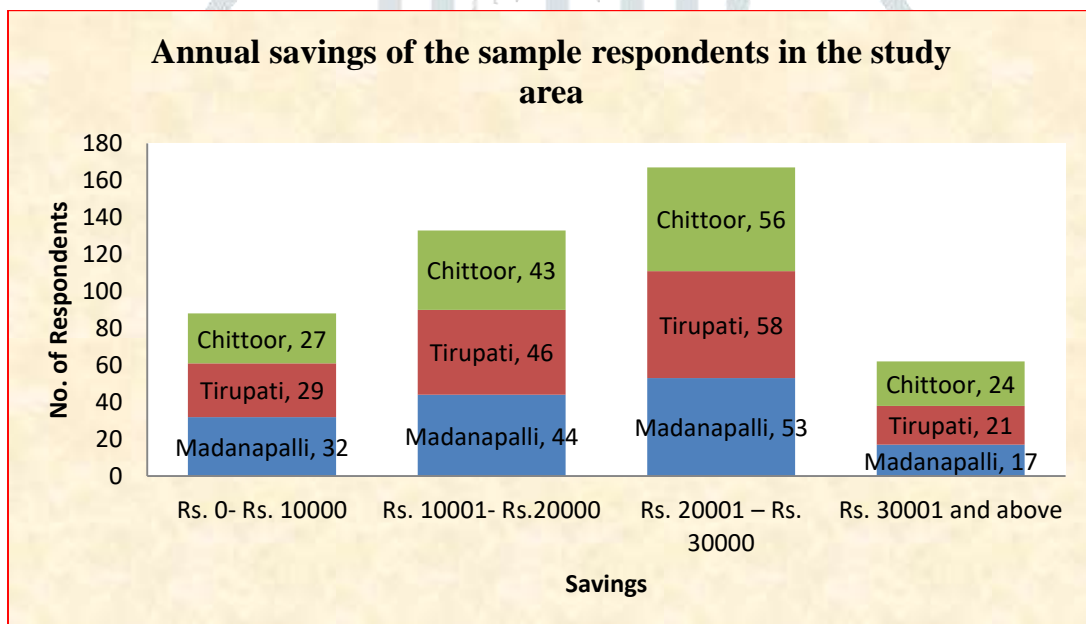 Annual savings of the sample respondents in the study
area
No. of Respondents
180
160
140
120
100
80
60
40
20
0
Chittoor, 27
Tirupati, 29
Madanapalli, 32
Chittoor, 43
Tirupati, 46
Madanapalli, 44
Chittoor, 56
Tirupati, 58
Madanapalli, 53
Chittoor, 24
Tirupati, 21
Madanapalli, 17
Rs. 0- Rs. 10000
Rs. 10001- Rs.20000
Rs. 20001 – Rs.
30000
Rs. 30001 and above
Savings